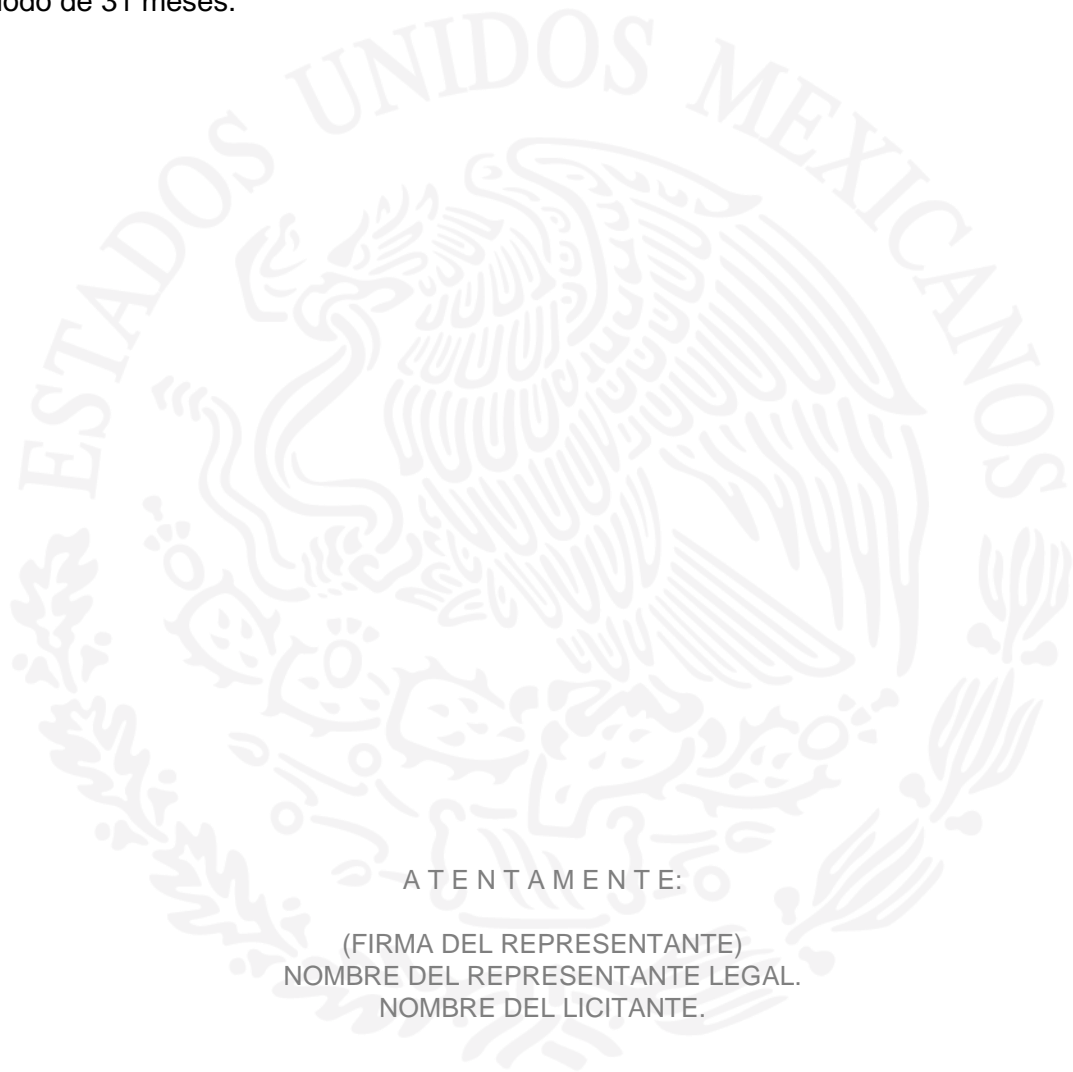 odo de 31 meses.
ESTADOS UNIDOS MEXICANOS
A T E N T A M E N T E:
(FIRMA DEL REPRESENTANTE)
NOMBRE DEL REPRESENTANTE LEGAL.
NOMBRE DEL LICITANTE.